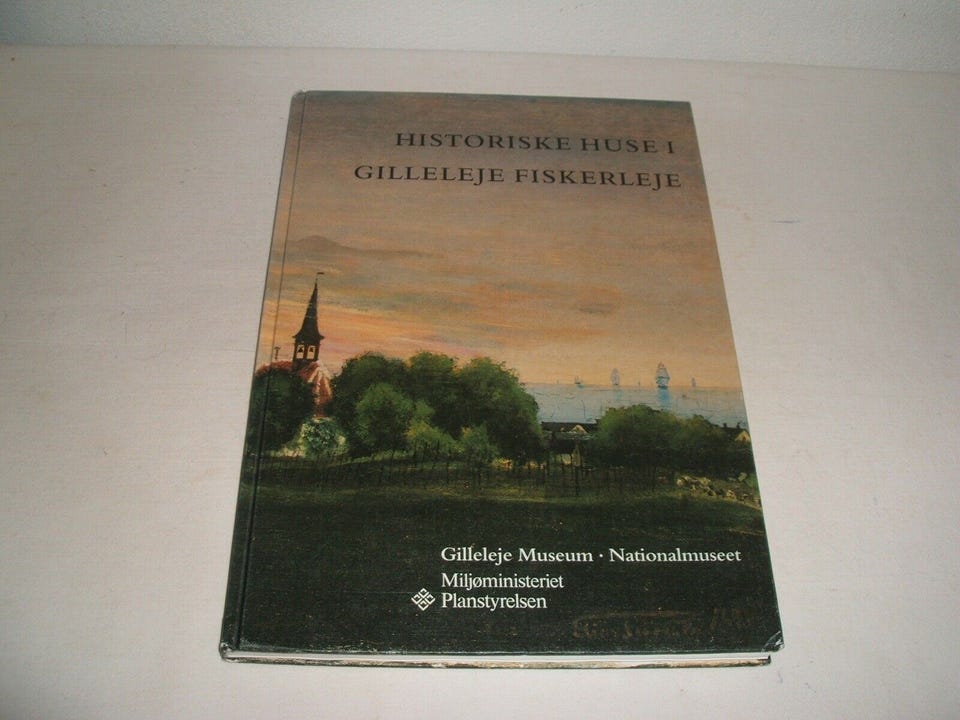 HISTORISKE HUSE I
GILLELEJE FISKERLEJE
Gilleleje Museum · Nationalmuseet
Miljøministeriet
Planstyrelsen